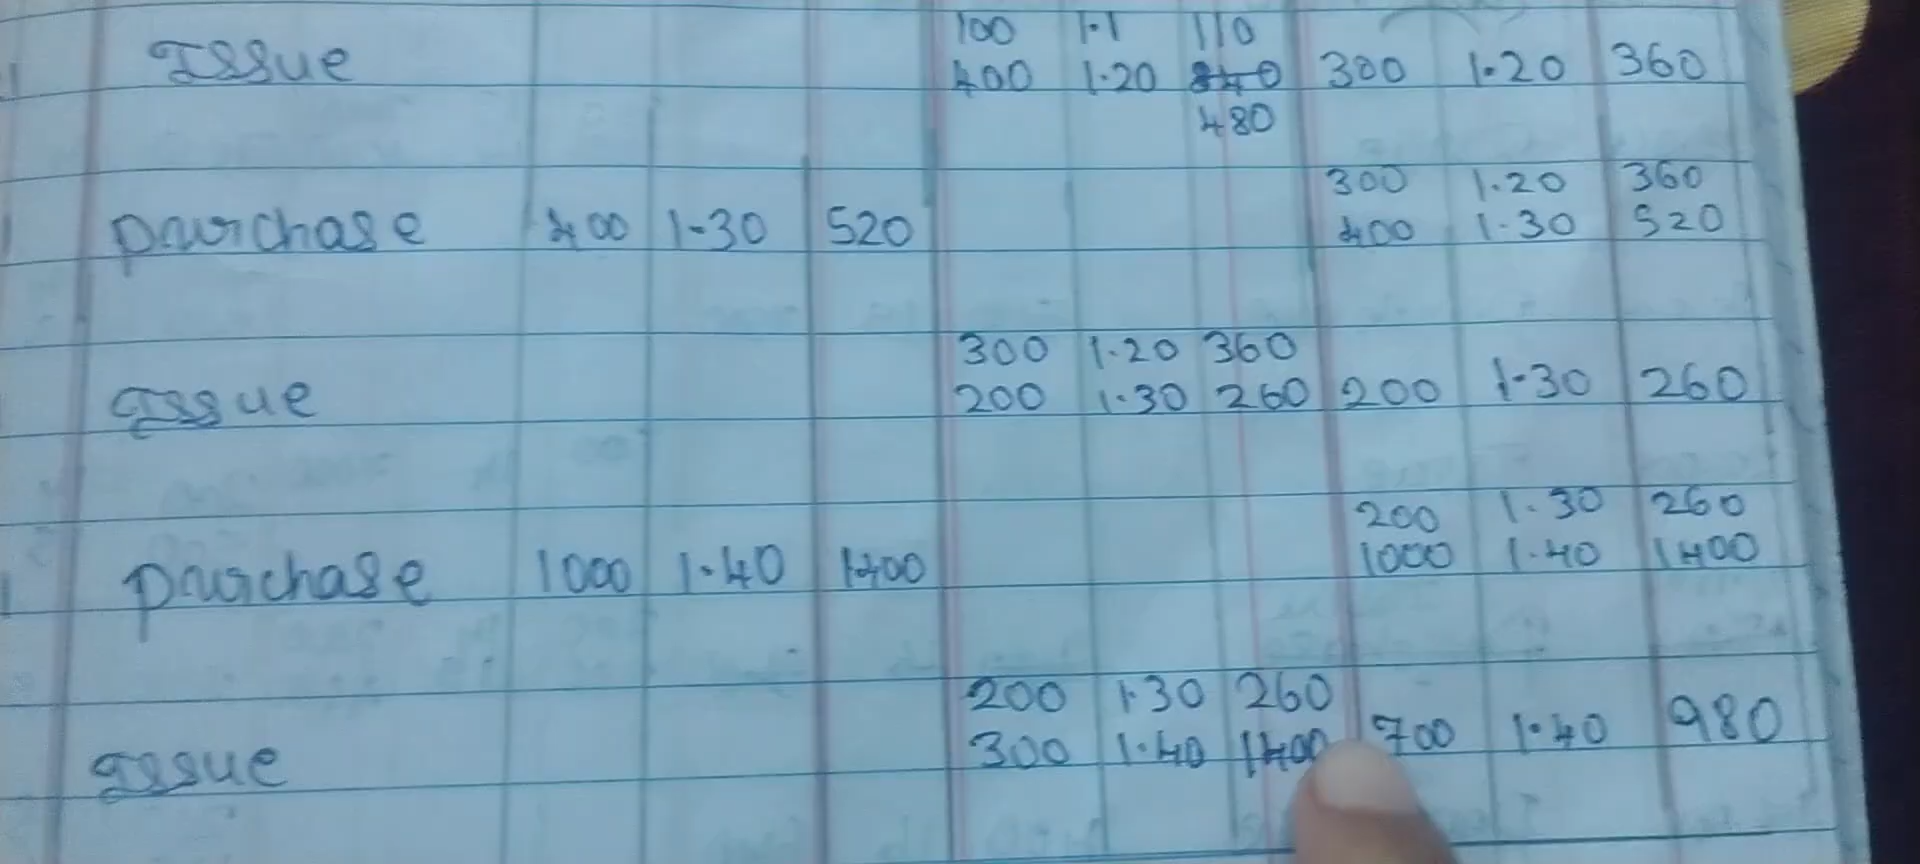 100 1.1 110
Issue 400 1.20 840 300 1.20 360
480
300 1.20 360
purchase 400 1.30 520 400 1.30 520
300 1.20 360
Issue 200 1.30 260 200 1.30 260
200 1.30 260
purchase 1000 1.40 1400 1000 1.40 1400
200 1.30 260
Issue 300 1.40 1400 700 1.40 980